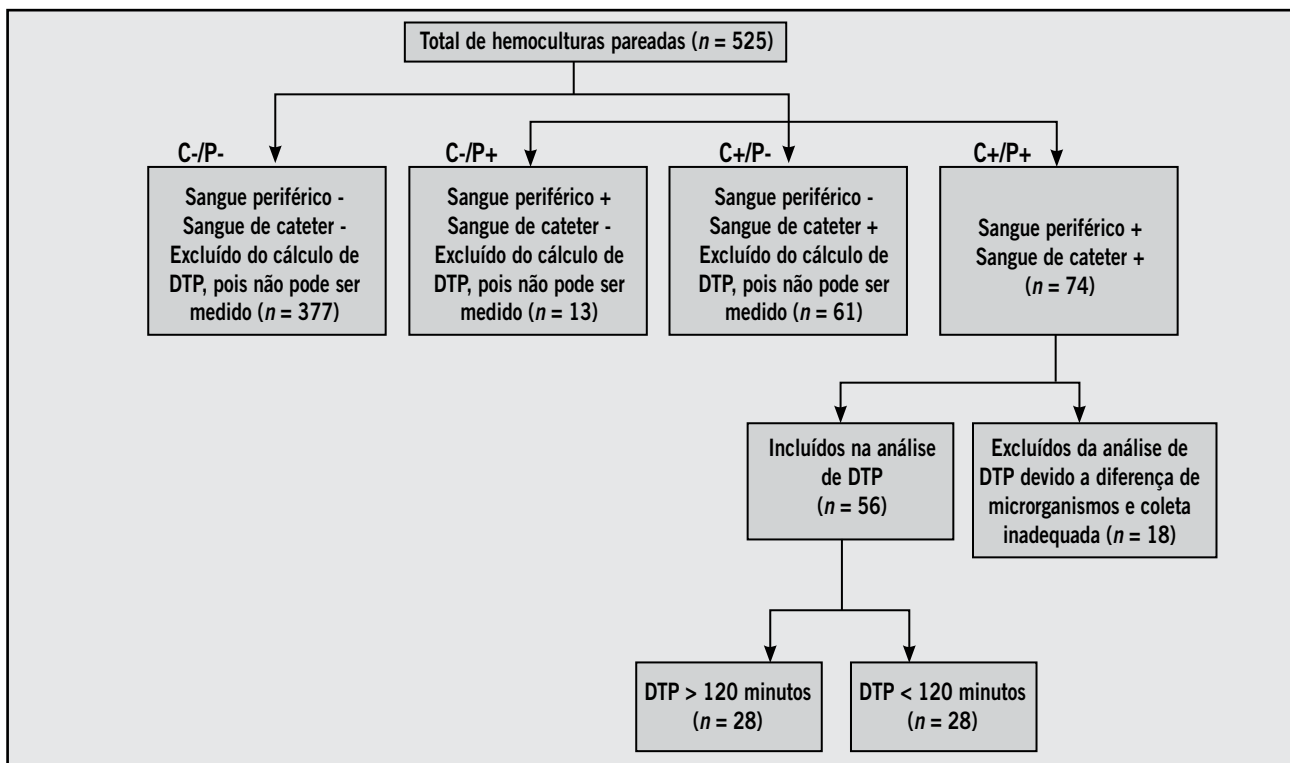 Total de hemoculturas pareadas (n = 525)
C-/P-
Sangue periférico -
Sangue de cateter -
Excluído do cálculo de
DTP, pois não pode ser
medido (n = 377)
C-/P+
Sangue periférico +
Sangue de cateter -
Excluído do cálculo de
DTP, pois não pode ser
medido (n = 13)
C+/P-
Sangue periférico -
Sangue de cateter +
Excluído do cálculo de
DTP, pois não pode ser
medido (n = 61)
C+/P+
Sangue periférico +
Sangue de cateter +
(n = 74)
Incluídos na análise
de DTP
(n = 56)
Excluídos da análise de
DTP devido a diferença de
microrganismos e coleta
inadequada (n = 18)
DTP > 120 minutos
(n = 28)
DTP < 120 minutos
(n = 28)